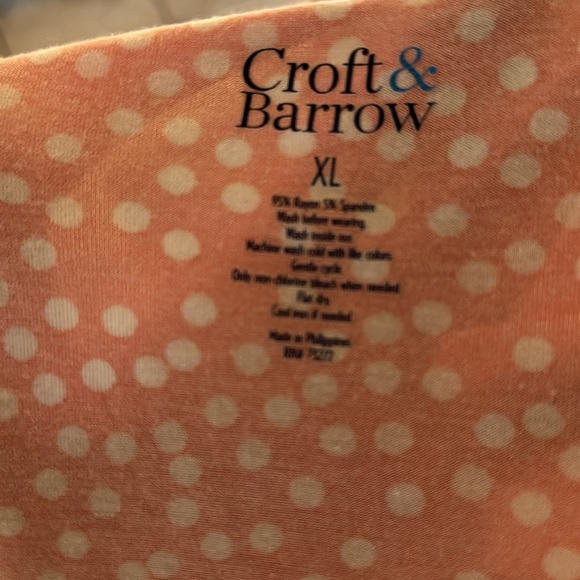 Croft &
Barrow
XL
95% Rayon 5% Spandex
Wash before wearing.
Wash inside out.
Machine wash cold with like colors.
Gentle cycle.
Only non-chlorine bleach when needed.
Flat dry.
Cool iron if needed.
Made in Philippines